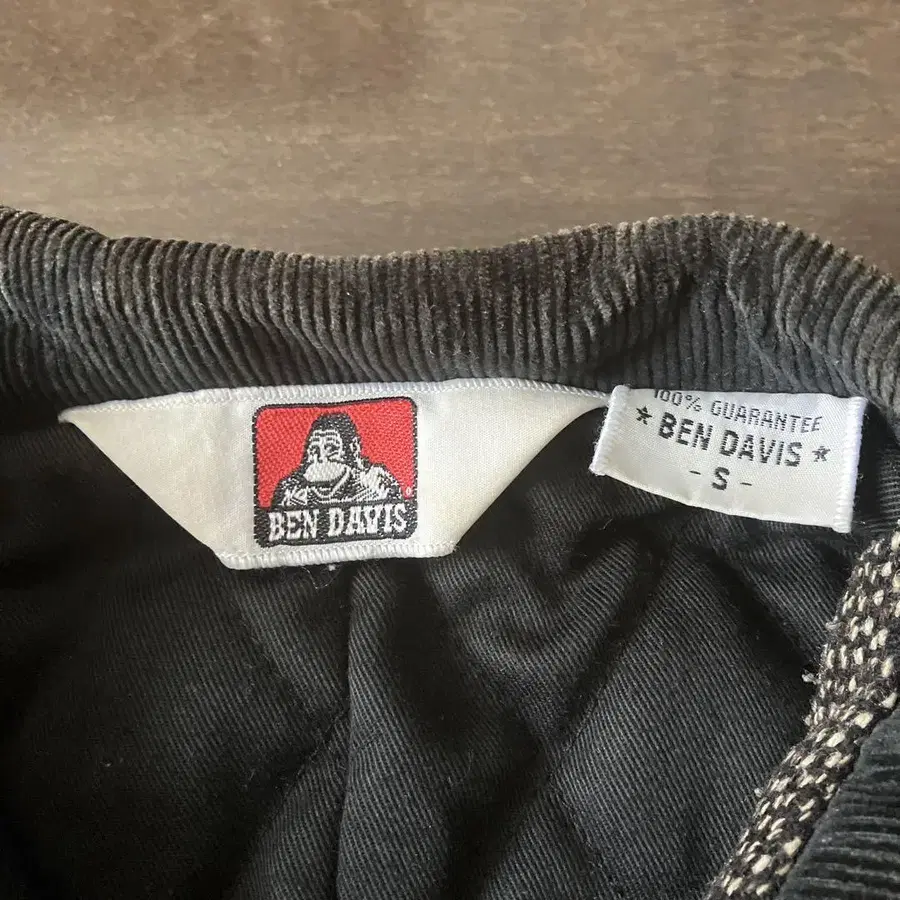 BEN DAVIS
100% GUARANTEE
★ BEN DAVIS ★
- S -